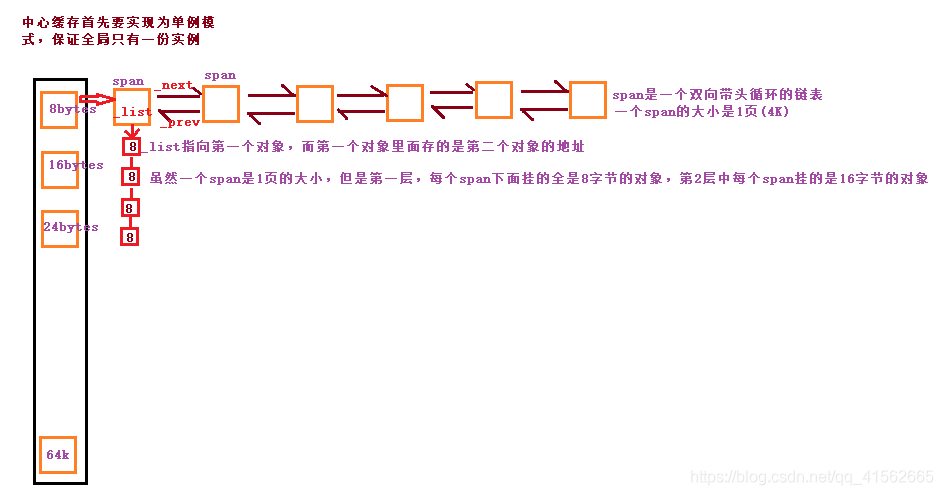 中心缓存首先要实现为单例模
式，保证全局只有一份实例
span
span
_next
8bytes
_list
_prev
span是一个双向带头循环的链表
一个span的大小是1页(4K)
8
_list指向第一个对象，而第一个对象里面存的是第二个对象的地址
16bytes
8
虽然一个span是1页的大小，但是第一层，每个span下面挂的全是8字节的对象，第2层中每个span挂的是16字节的对象
8
24bytes
8
64k
https://blog.csdn.net/qq_41562665